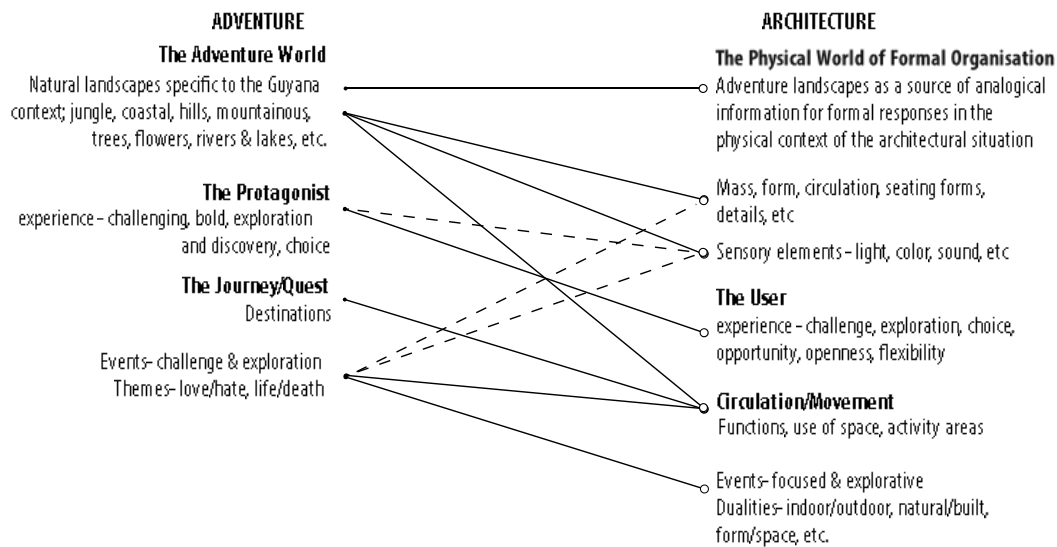 ADVENTURE
The Adventure World
Natural landscapes specific to the Guyana
context; jungle, coastal, hills, mountainous,
trees, flowers, rivers & lakes, etc.
The Protagonist
experience- challenging, bold, exploration
and discovery, choice
The Journey/Quest
Destinations
Events- challenge & exploration
Themes- love/hate, life/death
ARCHITECTURE
The Physical World of Formal Organisation
Adventure landscapes as a source of analogical
information for formal responses in the
physical context of the architectural situation
Mass, form, circulation, seating forms,
details, etc
Sensory elements- light, color, sound, etc
The User
experience- challenge, exploration, choice,
opportunity, openness, flexibility
Circulation/Movement
Functions, use of space, activity areas
Events- focused & explorative
Dualities- indoor/outdoor, natural/built,
form/space, etc.